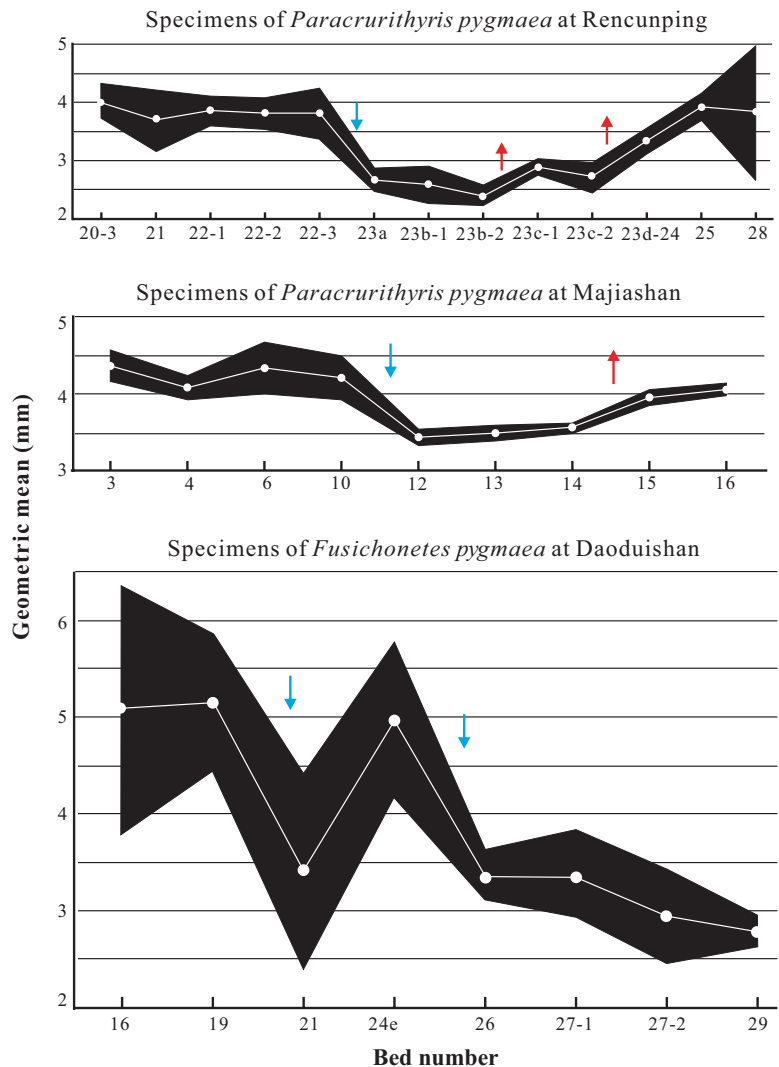 Specimens of Paracrurithyris pygmaea at Rencunping
5
4
3
2
20-3 21 22-1 22-2 22-3 23a 23b-1 23b-2 23c-1 23c-2 23d-24 25 28
Specimens of Paracrurithyris pygmaea at Majiashan
5
4
3
3 4 6 10 12 13 14 15 16
Geometric mean (mm)
Specimens of Fusichonetes pygmaea at Daoduishan
6
5
4
3
2
16 19 21 24e 26 27-1 27-2 29
Bed number